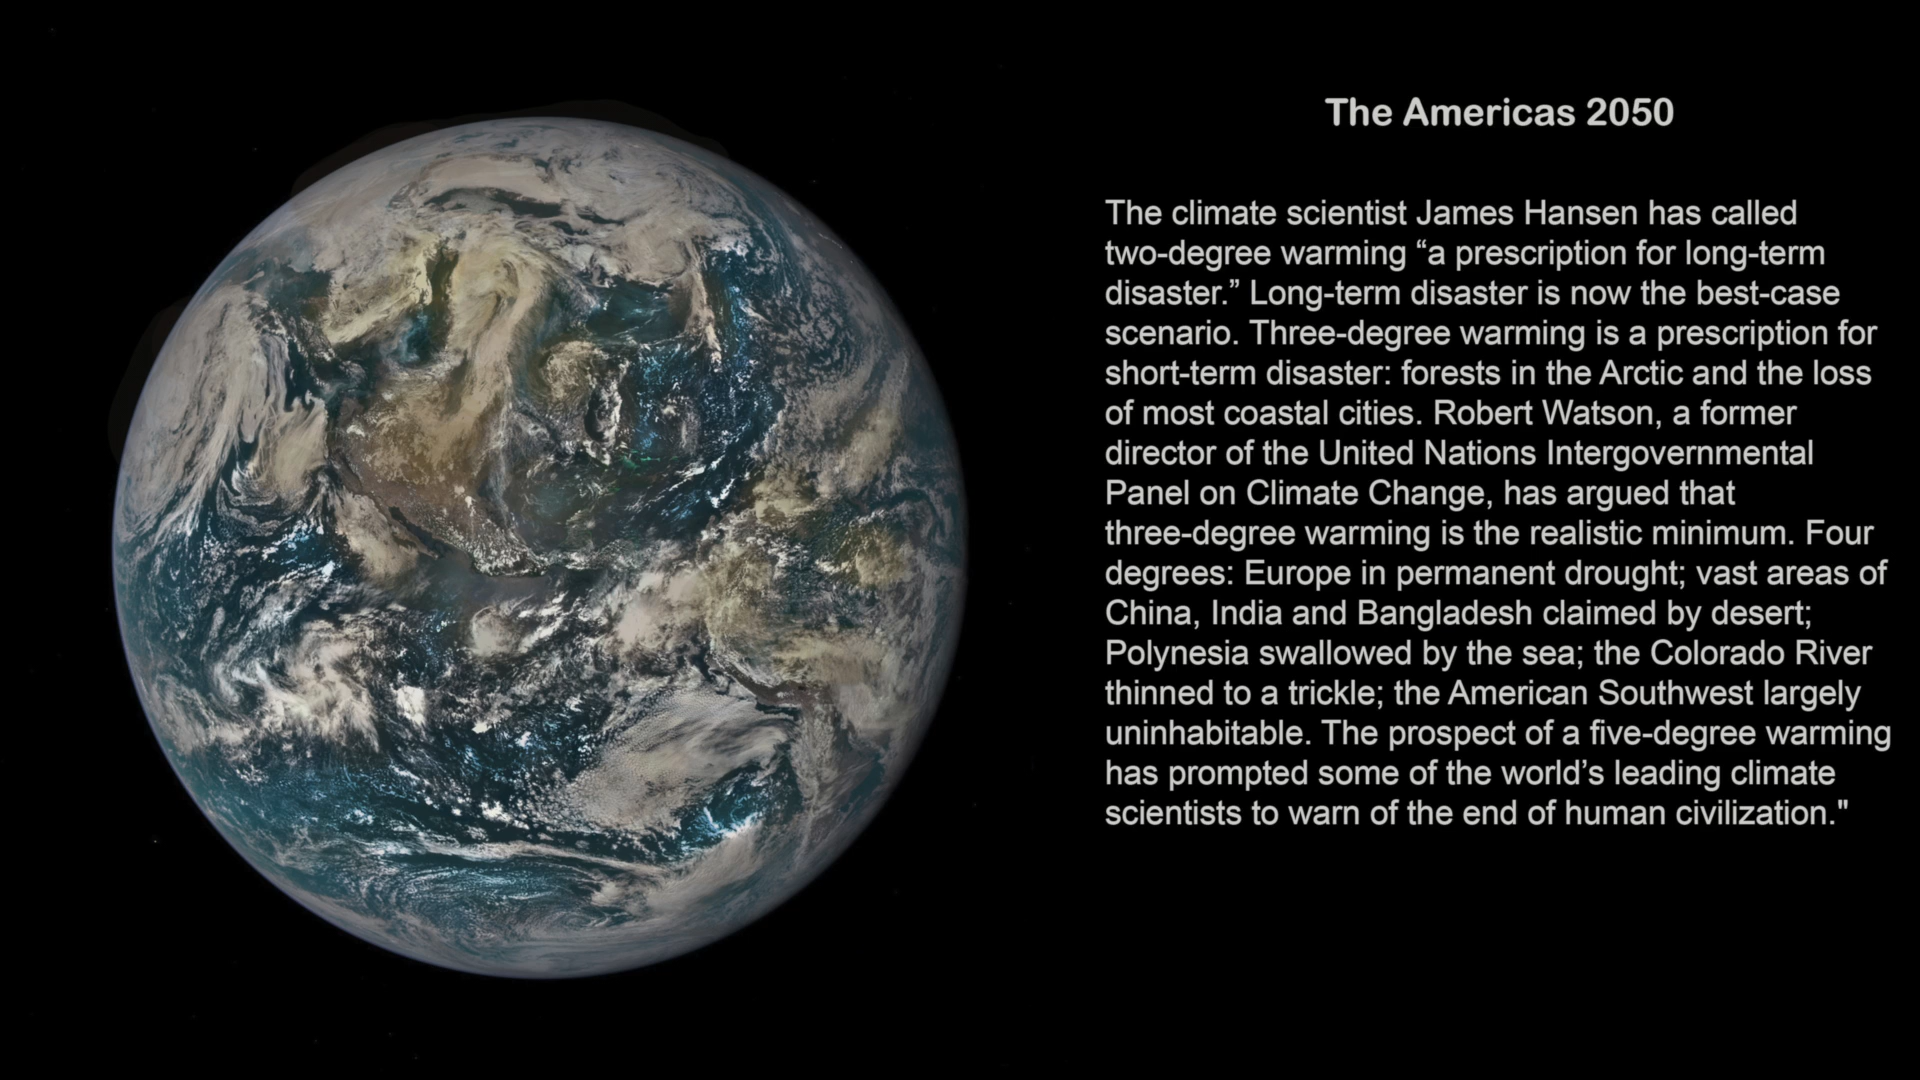 The Americas 2050
The climate scientist James Hansen has called
two-degree warming “a prescription for long-term
disaster.” Long-term disaster is now the best-case
scenario. Three-degree warming is a prescription for
short-term disaster: forests in the Arctic and the loss
of most coastal cities. Robert Watson, a former
director of the United Nations Intergovernmental
Panel on Climate Change, has argued that
three-degree warming is the realistic minimum. Four
degrees: Europe in permanent drought; vast areas of
China, India and Bangladesh claimed by desert;
Polynesia swallowed by the sea; the Colorado River
thinned to a trickle; the American Southwest largely
uninhabitable. The prospect of a five-degree warming
has prompted some of the world’s leading climate
scientists to warn of the end of human civilization."